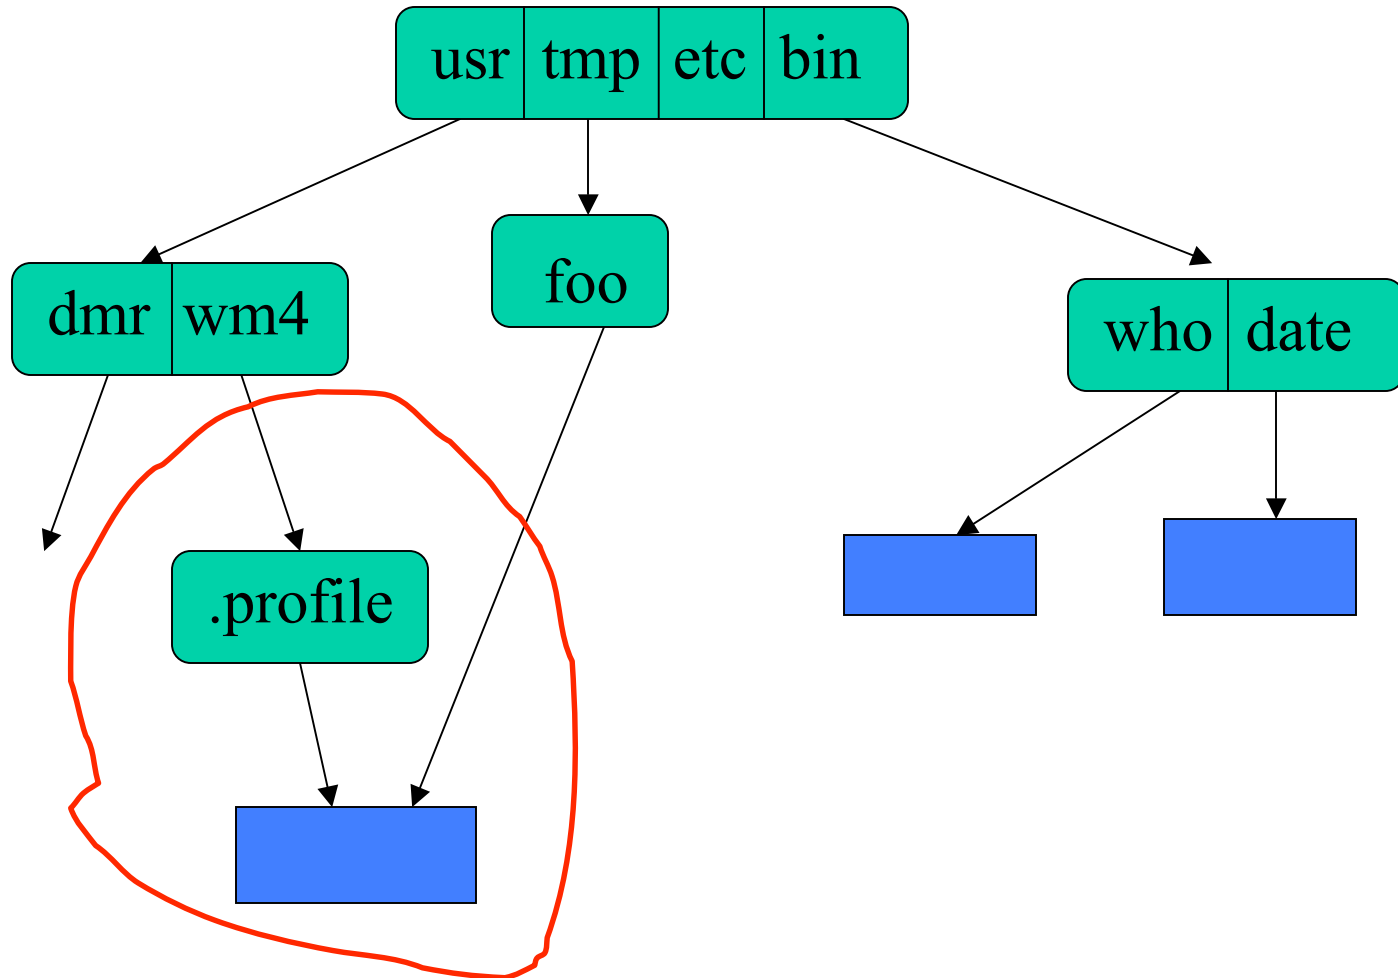 usr tmp etc bin
foo
dmr wm4
who date
.profile